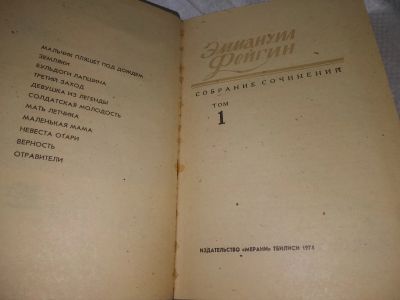 МАЛЬЧИК ПЛЯШЕТ ПОД ДОЖДЕМ
ЗЕМЛЯКИ
БУЛЬДОГИ ЛАПШИНА
ТРЕТИЙ ЗАХОД
ДЕВУШКА ИЗ ЛЕГЕНДЫ
СОЛДАТСКАЯ МОЛОДОСТЬ
МАТЬ ЛЕТЧИКА
МАЛЕНЬКАЯ МАМА
НЕВЕСТА ОТАРИ
ВЕРНОСТЬ
ОТРАВИТЕЛИ
Эммануил
Фейгин
СОБРАНИЕ СОЧИНЕНИЙ
ТОМ
1
ИЗДАТЕЛЬСТВО «МЕРАНИ» ТБИЛИСИ